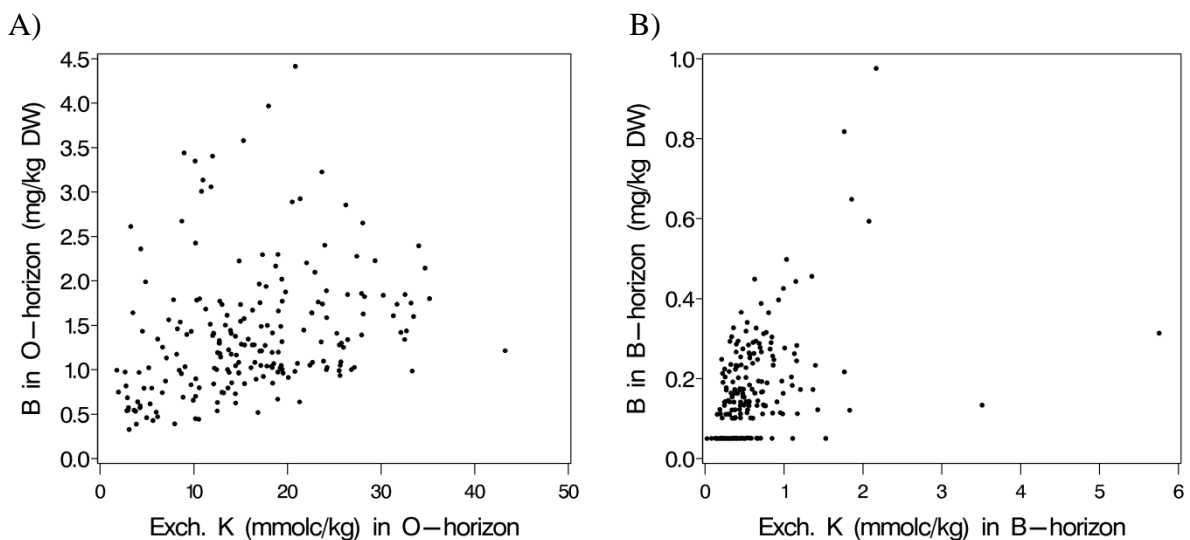 A)
B in O−horizon (mg/kg DW)
4.5
4.0
3.5
3.0
2.5
2.0
1.5
1.0
0.5
0.0
0 10 20 30 40 50
Exch. K (mmolc/kg) in O−horizon
B)
B in B−horizon (mg/kg DW)
1.0
0.8
0.6
0.4
0.2
0.0
0 1 2 3 4 5 6
Exch. K (mmolc/kg) in B−horizon